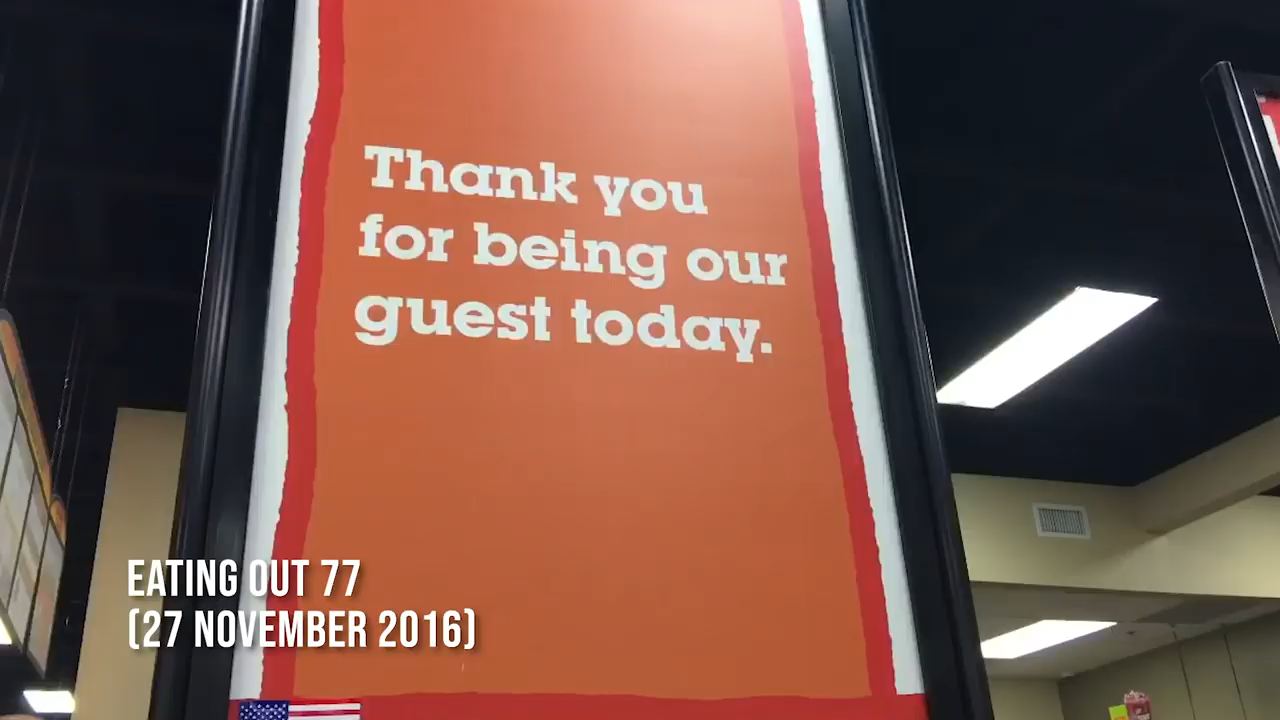 Thank you
for being our
guest today.
EATING OUT 77
(27 NOVEMBER 2016)